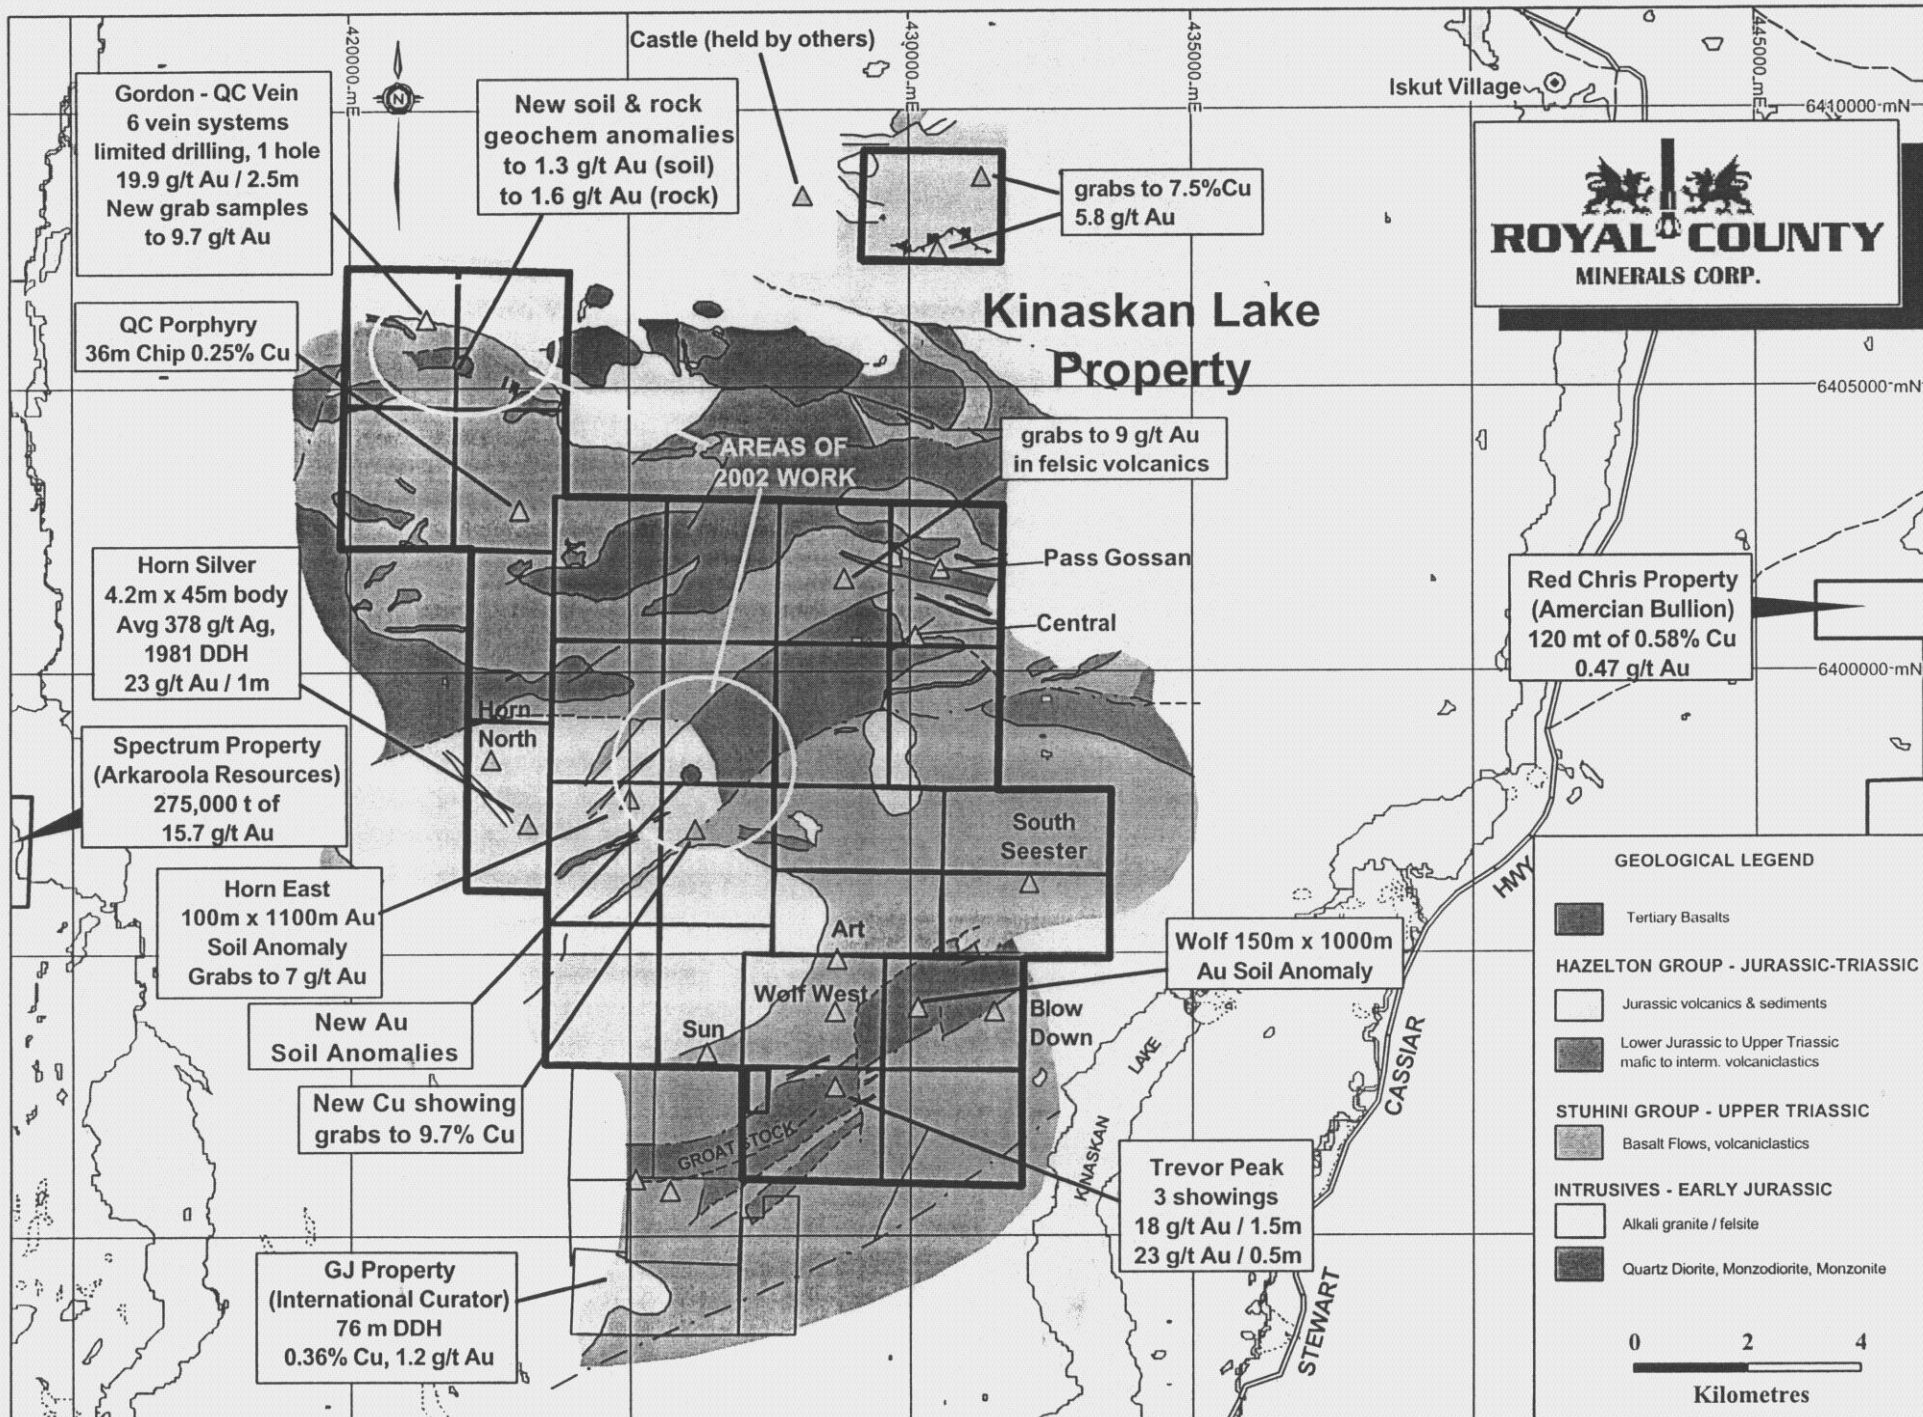 Castle (held by others)
420000 mE
430000 mE
435000 mE
445000 mE
Iskut Village
6410000 mN
Gordon - QC Vein
6 vein systems
limited drilling, 1 hole
19.9 g/t Au / 2.5m
New grab samples
to 9.7 g/t Au
N
New soil & rock
geochem anomalies
to 1.3 g/t Au (soil)
to 1.6 g/t Au (rock)
grabs to 7.5%Cu
5.8 g/t Au
ROYAL COUNTY
MINERALS CORP.
Kinaskan Lake
Property
QC Porphyry
36m Chip 0.25% Cu
6405000 mN
AREAS OF
2002 WORK
grabs to 9 g/t Au
in felsic volcanics
Pass Gossan
Central
Horn Silver
4.2m x 45m body
Avg 378 g/t Ag,
1981 DDH
23 g/t Au / 1m
Red Chris Property
(Amercian Bullion)
120 mt of 0.58% Cu
0.47 g/t Au
6400000 mN
Horn
North
Spectrum Property
(Arkaroola Resources)
275,000 t of
15.7 g/t Au
South
Seester
Horn East
100m x 1100m Au
Soil Anomaly
Grabs to 7 g/t Au
Art
Wolf West
Wolf 150m x 1000m
Au Soil Anomaly
Blow
Down
Sun
New Au
Soil Anomalies
New Cu showing
grabs to 9.7% Cu
GROAT STOCK
KINASKAN
LAKE
Trevor Peak
3 showings
18 g/t Au / 1.5m
23 g/t Au / 0.5m
GJ Property
(International Curator)
76 m DDH
0.36% Cu, 1.2 g/t Au
STEWART
CASSIAR
HWY
GEOLOGICAL LEGEND
Tertiary Basalts
HAZELTON GROUP - JURASSIC-TRIASSIC
Jurassic volcanics & sediments
Lower Jurassic to Upper Triassic
mafic to interm. volcaniclastics
STUHINI GROUP - UPPER TRIASSIC
Basalt Flows, volcaniclastics
INTRUSIVES - EARLY JURASSIC
Alkali granite / felsite
Quartz Diorite, Monzodiorite, Monzonite
0 2 4
Kilometres